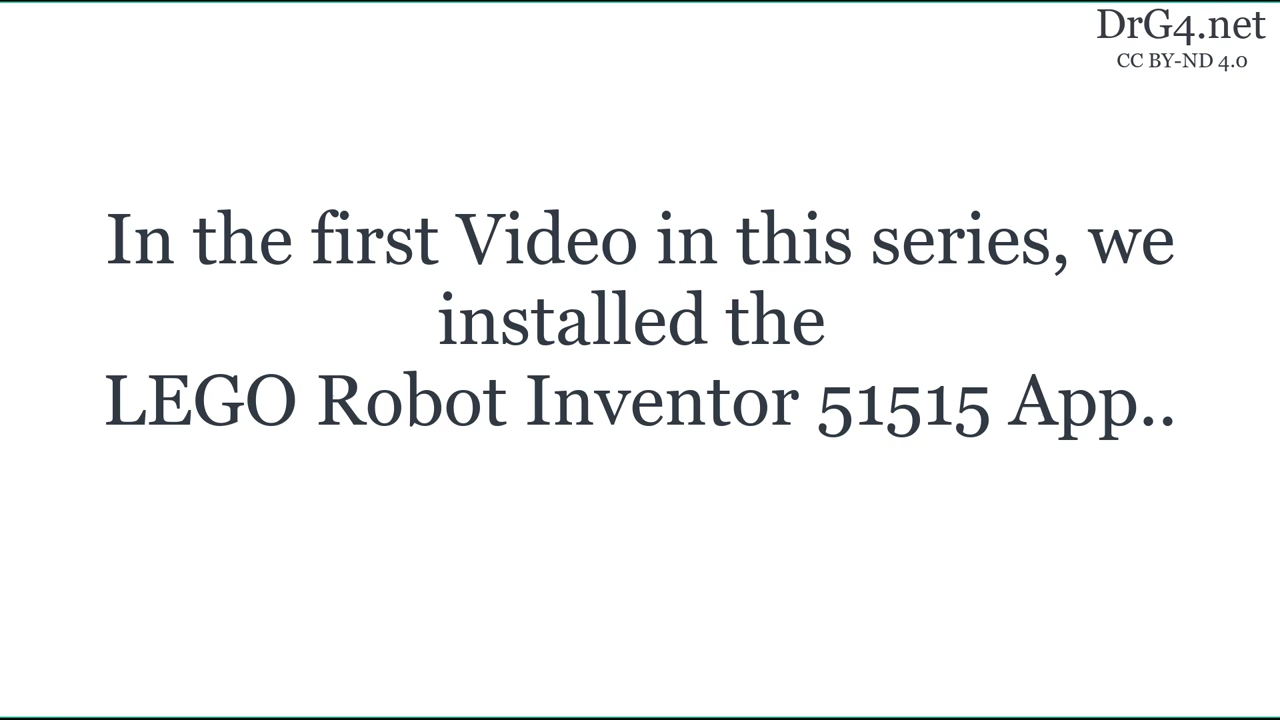 DrG4.net
CC BY-ND 4.0
In the first Video in this series, we
installed the
LEGO Robot Inventor 51515 App..